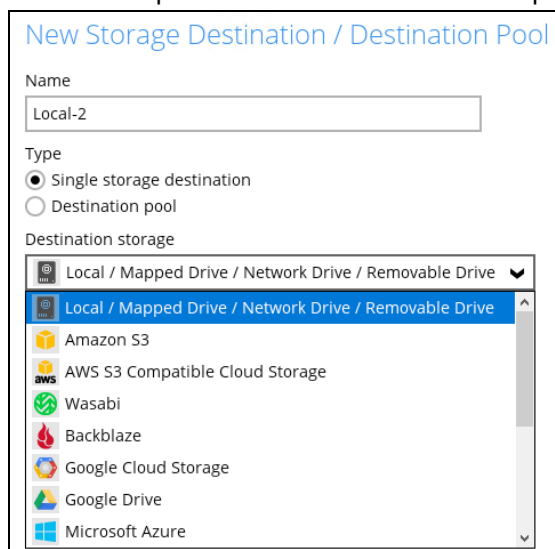 New Storage Destination / Destination Pool
Name
Local-2
Type
Single storage destination
Destination pool
Destination storage
Local / Mapped Drive / Network Drive / Removable Drive
Local / Mapped Drive / Network Drive / Removable Drive
Amazon S3
aws AWS S3 Compatible Cloud Storage
Wasabi
Backblaze
Google Cloud Storage
Google Drive
Microsoft Azure